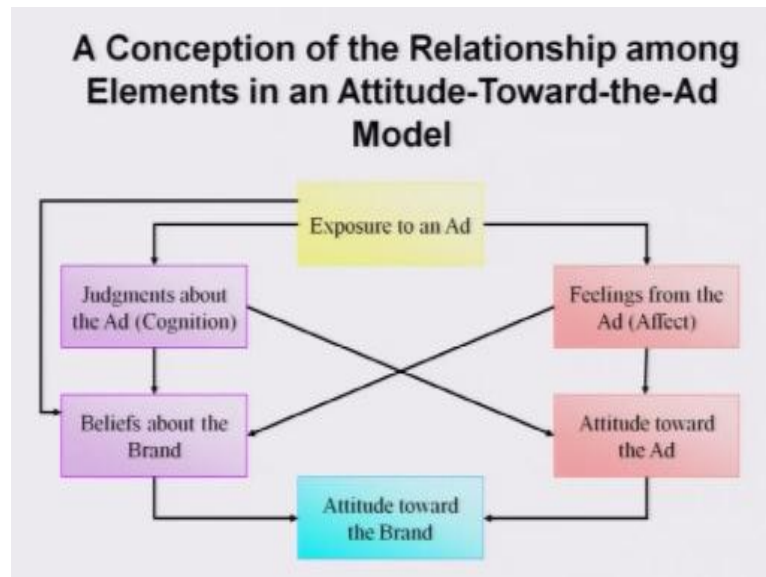 A Conception of the Relationship among
Elements in an Attitude-Toward-the-Ad
Model
Exposure to an Ad
Judgments about
the Ad (Cognition)
Feelings from the
Ad (Affect)
Beliefs about the
Brand
Attitude toward
the Ad
Attitude toward
the Brand